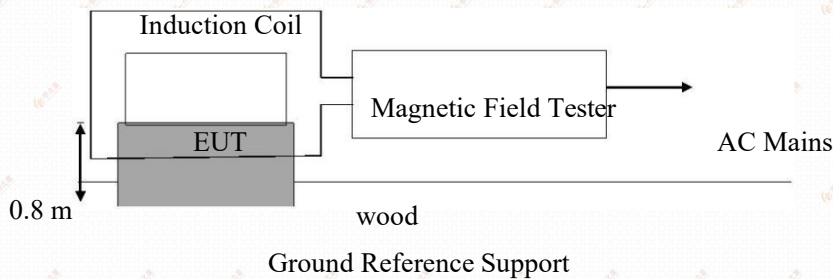 Induction Coil
Magnetic Field Tester
EUT
AC Mains
0.8 m
wood
Ground Reference Support